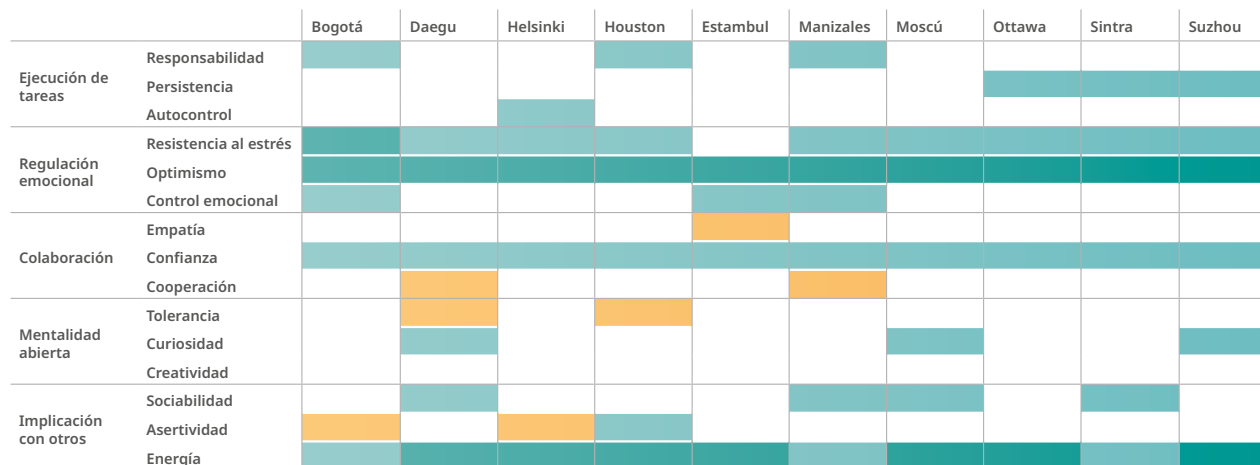 Bogotá Daegu Helsinki Houston Estambul Manizales Moscú Ottawa Sintra Suzhou
Ejecución de
tareas
Responsabilidad
Persistencia
Autocontrol
Regulación
emocional
Resistencia al estrés
Optimismo
Control emocional
Colaboración
Empatía
Confianza
Cooperación
Mentalidad
abierta
Tolerancia
Curiosidad
Creatividad
Implicación
con otros
Sociabilidad
Asertividad
Energía